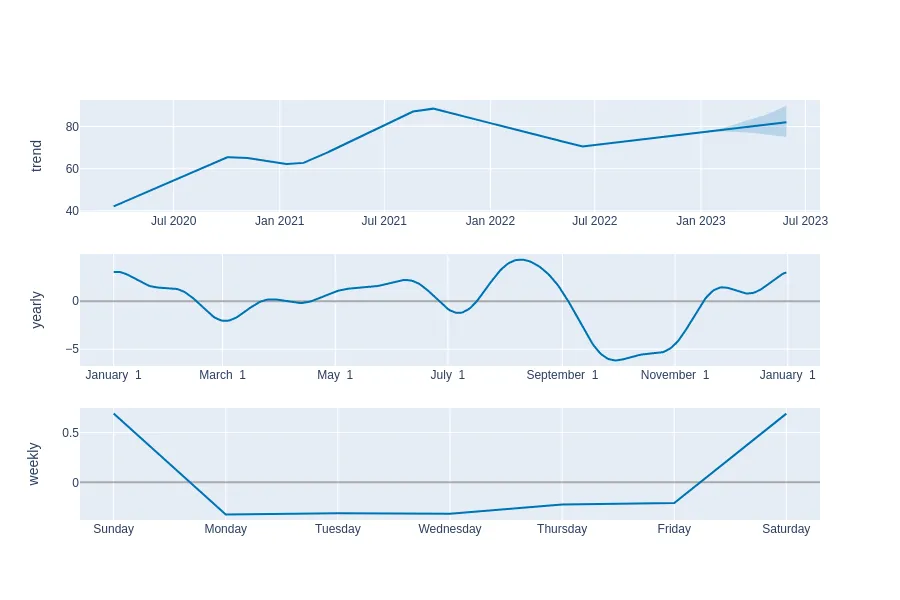 trend
80
60
40
Jul 2020 Jan 2021 Jul 2021 Jan 2022 Jul 2022 Jan 2023 Jul 2023
yearly
0
−5
January 1 March 1 May 1 July 1 September 1 November 1 January 1
weekly
0.5
0
Sunday Monday Tuesday Wednesday Thursday Friday Saturday